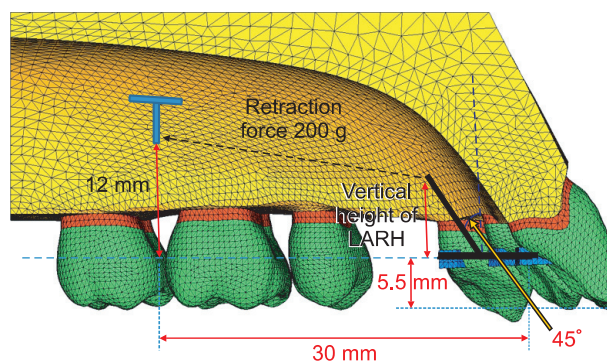 Retraction
force 200 g
12 mm
Vertical
height of
LARH
5.5 mm
45°
30 mm